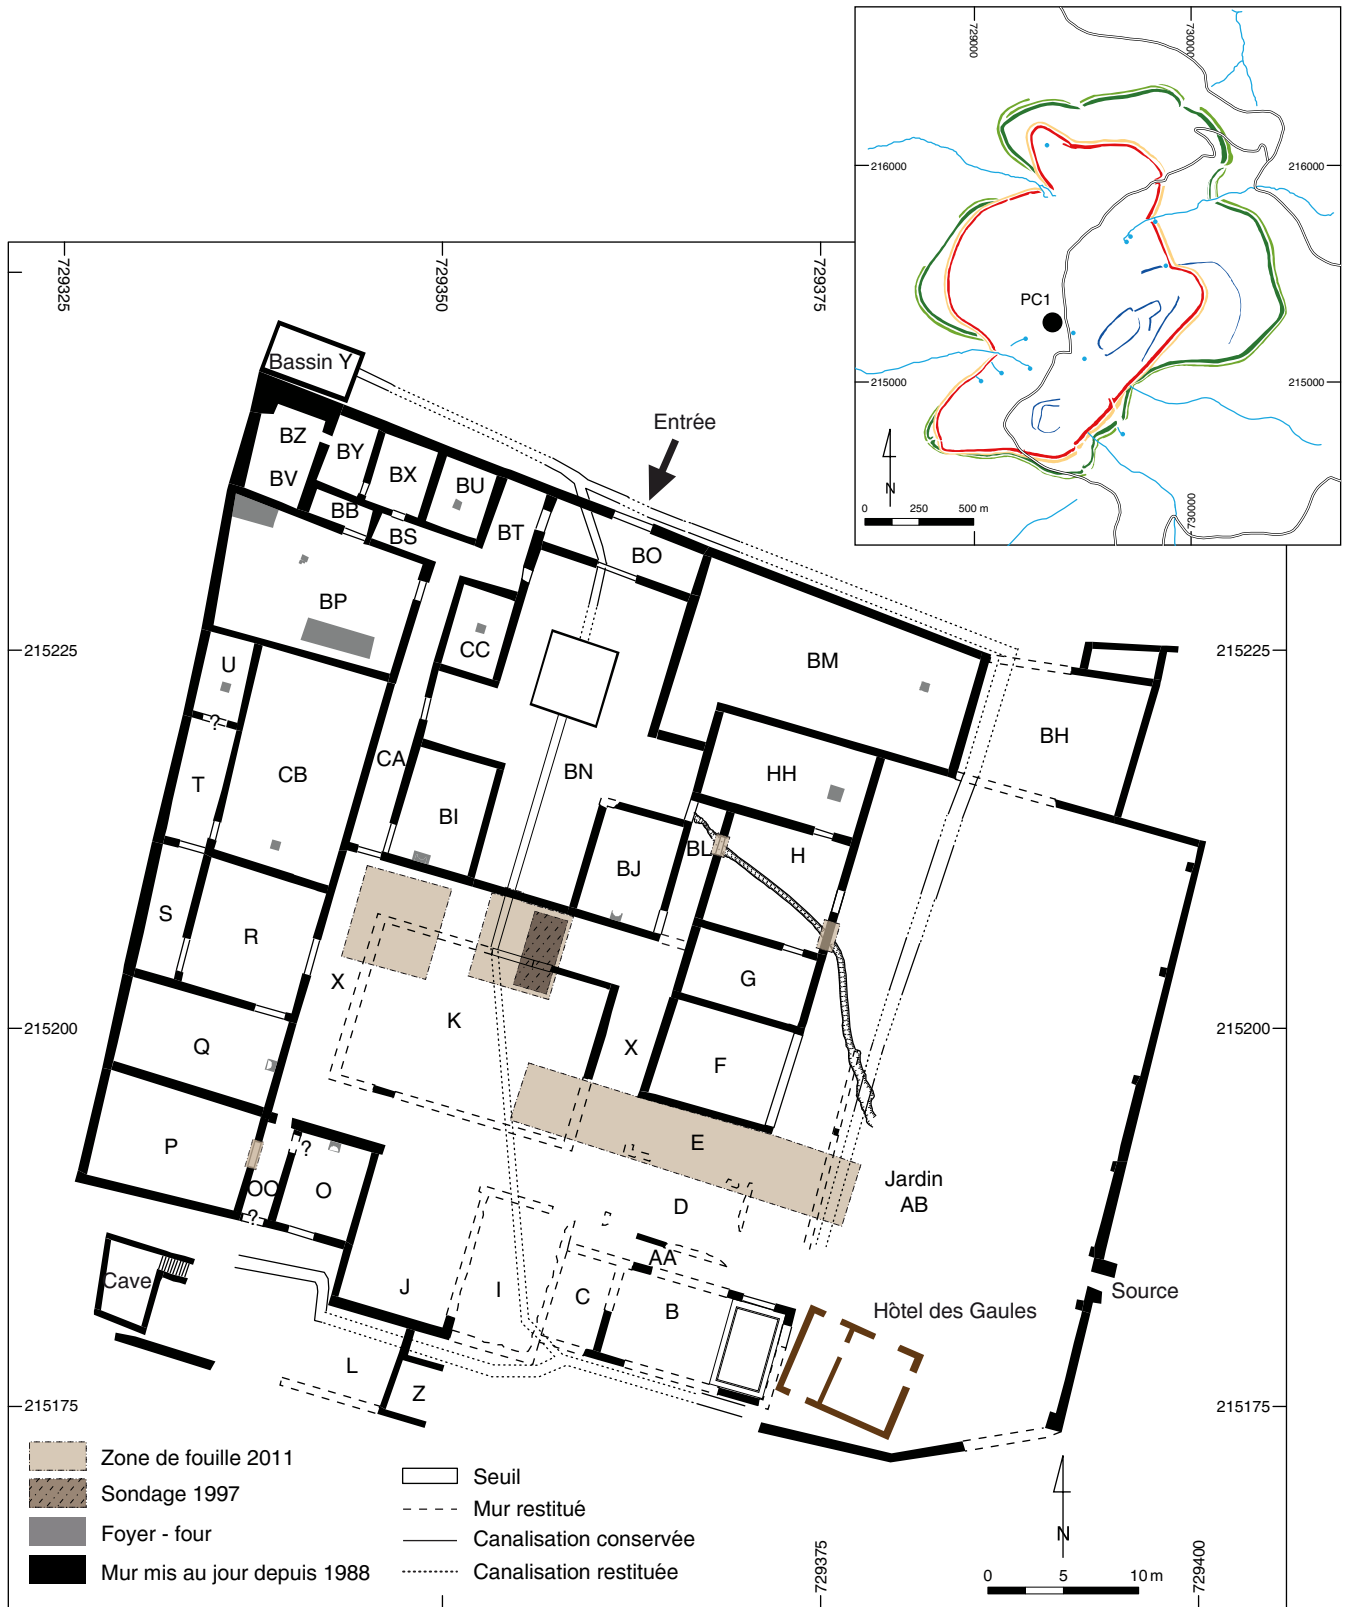 729000
730000
216000
216000
PC1
215000
215000
N
0 250 500 m
730000
729325
729350
729375
Bassin Y
Entrée
BZ
BY
BX
BU
BV
BB
BS
BT
BO
BP
CC
U
BM
215225
215225
?
BH
T
CB
CA
BN
HH
BI
BL
H
BJ
S
R
X
G
K
215200
215200
Q
X
F
P
?
E
OO
O
Jardin
AB
D
?
AA
Cave
J
I
C
B
Hôtel des Gaules
Source
L
Z
215175
215175
Zone de fouille 2011
Sondage 1997
Foyer - four
Mur mis au jour depuis 1988
Seuil
Mur restitué
Canalisation conservée
Canalisation restituée
N
729375
729400
0 5 10 m